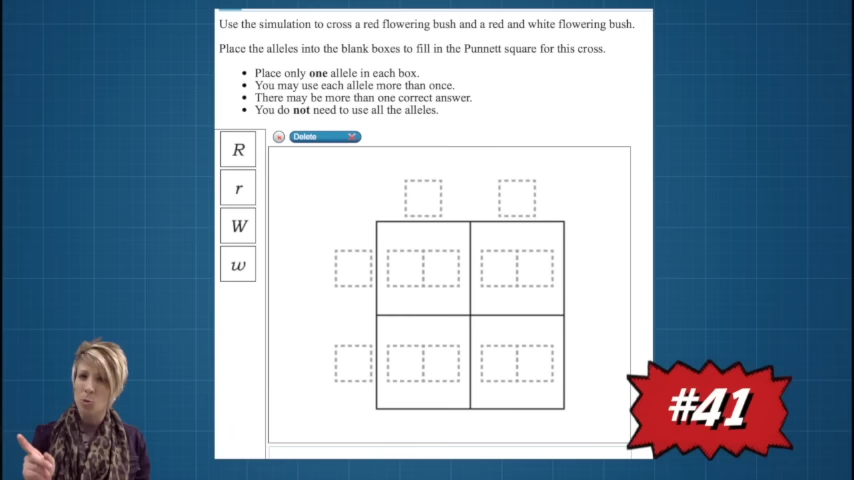 Use the simulation to cross a red flowering bush and a red and white flowering bush.
Place the alleles into the blank boxes to fill in the Punnett square for this cross.
• Place only one allele in each box.
• You may use each allele more than once.
• There may be more than one correct answer.
• You do not need to use all the alleles.
Delete
R
r
W
w
#41